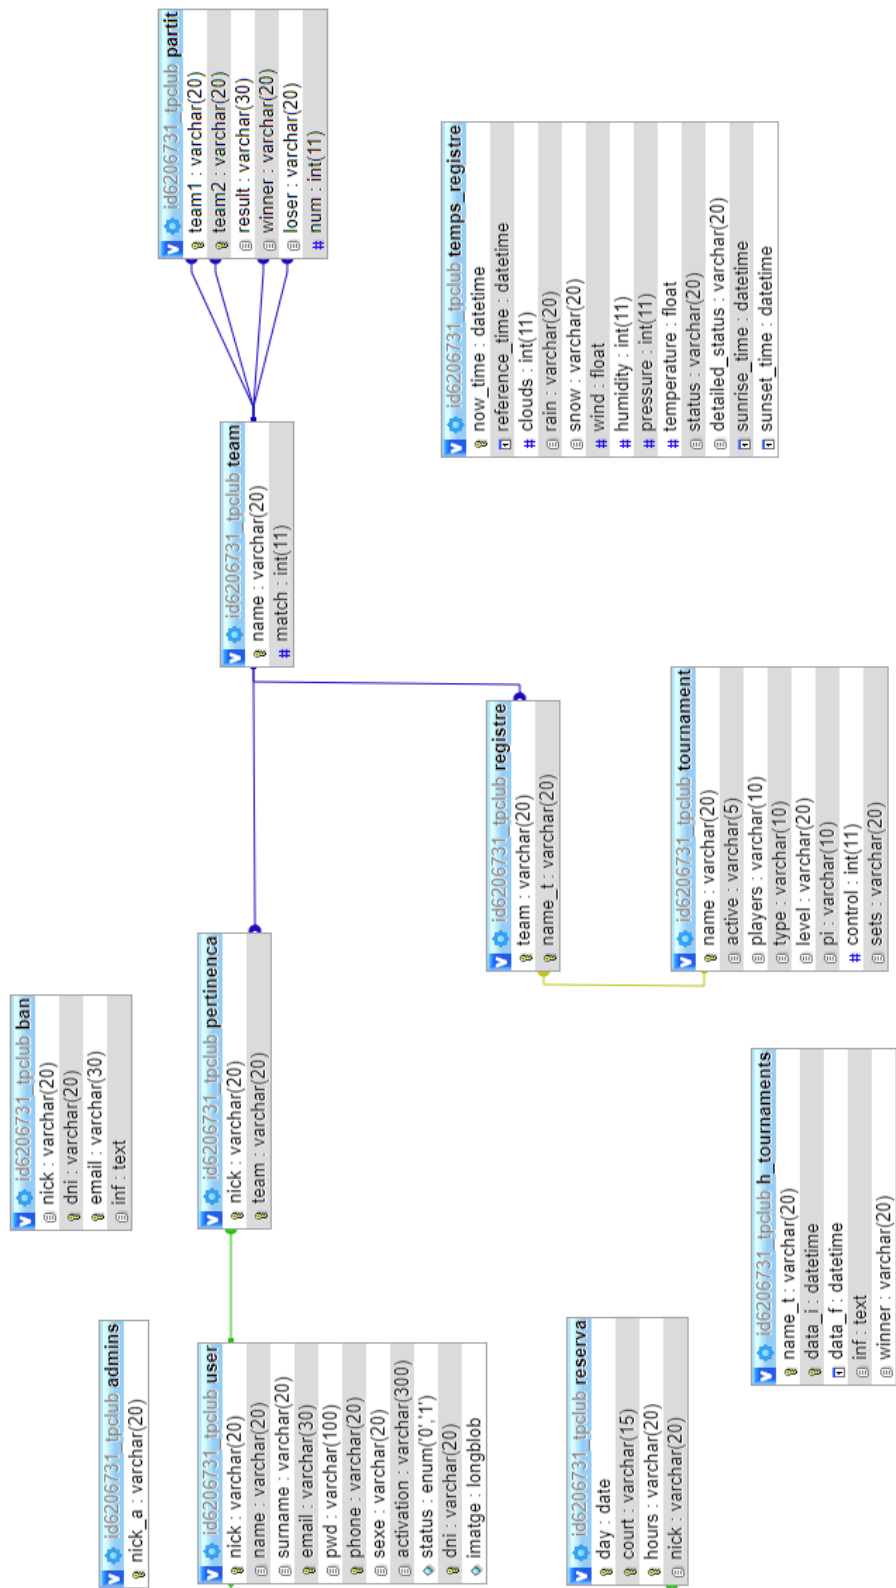 id6206731_tpclub admins
nick_a : varchar(20)
id6206731_tpclub user
nick : varchar(20)
name : varchar(20)
surname : varchar(20)
email : varchar(30)
pwd : varchar(100)
phone : varchar(20)
sexe : varchar(20)
activation : varchar(300)
status : enum('0','1')
dni : varchar(20)
imatge : longblob
id6206731_tpclub reserva
day : date
court : varchar(15)
hours : varchar(20)
nick : varchar(20)
id6206731_tpclub ban
nick : varchar(20)
dni : varchar(20)
email : varchar(30)
inf : text
id6206731_tpclub pertinenca
nick : varchar(20)
team : varchar(20)
id6206731_tpclub h_tournaments
name_t : varchar(20)
data_i : datetime
data_f : datetime
inf : text
winner : varchar(20)
id6206731_tpclub registre
team : varchar(20)
name_t : varchar(20)
id6206731_tpclub tournament
name : varchar(20)
active : varchar(5)
players : varchar(10)
type : varchar(10)
level : varchar(20)
pi : varchar(10)
# control : int(11)
sets : varchar(20)
id6206731_tpclub team
name : varchar(20)
# match : int(11)
id6206731_tpclub partit
team1 : varchar(20)
team2 : varchar(20)
result : varchar(30)
winner : varchar(20)
loser : varchar(20)
# num : int(11)
id6206731_tpclub temps_registre
now_time : datetime
reference_time : datetime
# clouds : int(11)
rain : varchar(20)
snow : varchar(20)
# wind : float
# humidity : int(11)
# pressure : int(11)
# temperature : float
status : varchar(20)
detailed_status : varchar(20)
sunrise_time : datetime
sunset_time : datetime